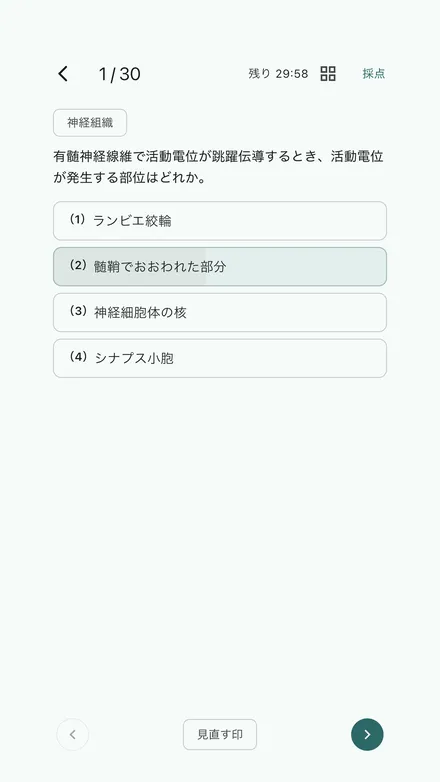 1/30
残り 29:58
採点
神経組織
有髄神経線維で活動電位が跳躍伝導するとき、活動電位
が発生する部位はどれか。
(1) ランビエ絞輪
(2) 髄鞘でおおわれた部分
(3) 神経細胞体の核
(4) シナプス小胞
見直す印